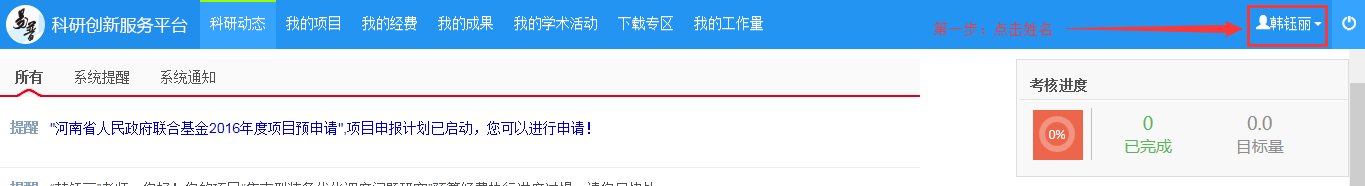 易普 科研创新服务平台 科研动态 我的项目 我的经费 我的成果 我的学术活动 下载专区 我的工作量 第一步：点击姓名 韩钰丽
所有 系统提醒 系统通知
考核进度
提醒 "河南省人民政府联合基金2016年度项目预申请",项目申报计划已启动，您可以进行申请！
0% 0 0.0
已完成 目标量